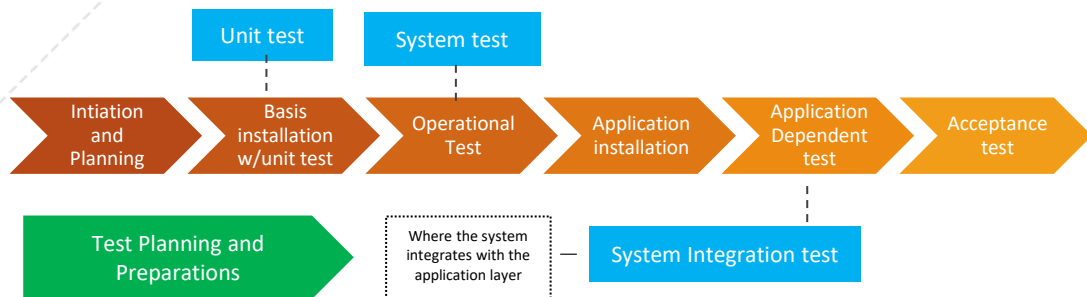 Unit test
System test
Intiation
and
Planning
Basis
installation
w/unit test
Operational
Test
Application
installation
Application
Dependent
test
Acceptance
test
Test Planning and
Preparations
Where the system
integrates with the
application layer
System Integration test